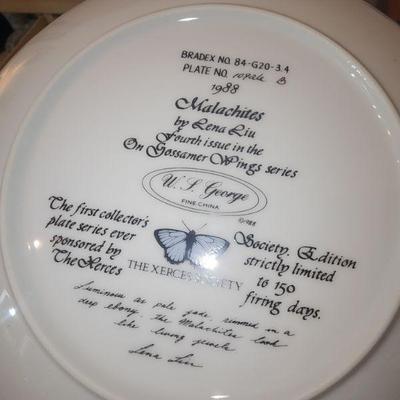 BRADEX NO. 84-G20-3.4
PLATE NO. 1098 B
1988
Malachites
by Lena Liu
Fourth issue in the
On Gossamer Wings series
W. S. George
FINE CHINA
©1988
The first collector's
plate series ever
sponsored by
The Xerces
THE XERCES SOCIETY
Society. Edition
strictly limited
to 150
firing days.
Luminous as pale jade, rimmed in a
deep ebony, the Malachites look
like living jewels
Lena Liu